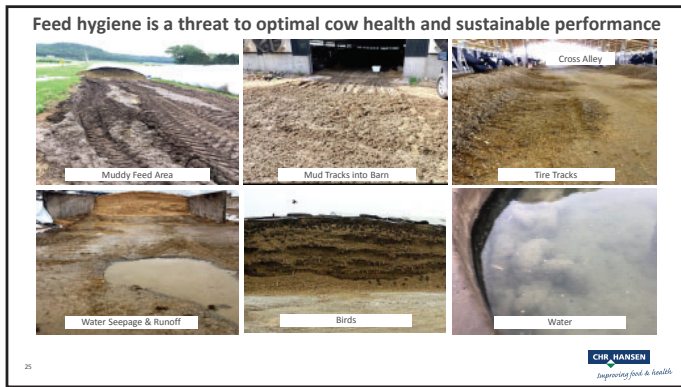 Feed hygiene is a threat to optimal cow health and sustainable performance
Cross Alley
Muddy Feed Area
Mud Tracks into Barn
Tire Tracks
Water Seepage & Runoff
Birds
Water
25
CHR HANSEN
Improving food & health